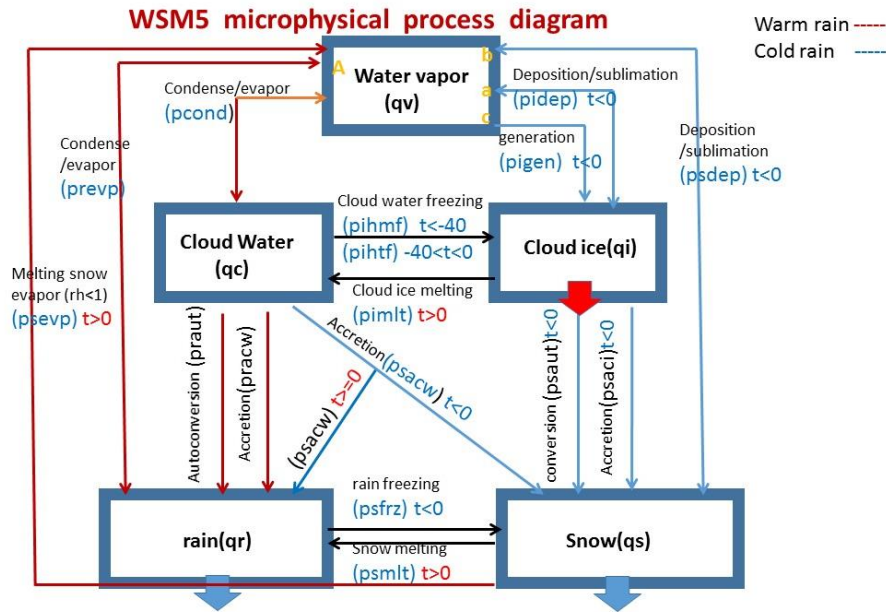 WSM5 microphysical process diagram
Warm rain -----
Cold rain -----
Water vapor
(qv)
A
b
a
c
Condense/evapor
(pcond)
Deposition/sublimation
(pidep) t<0
generation
(pigen) t<0
Condense
/evapor
(prevp)
Deposition
/sublimation
(psdep) t<0
Cloud Water
(qc)
Cloud water freezing
(pihmf) t<-40
(pihtf) -40<t<0
Cloud ice(qi)
Cloud ice melting
(pimlt) t>0
Melting snow
evapor (rh<1)
(psevp) t>0
Autoconversion (praut)
Accretion(pracw)
Accretion(psacw) t<0
(psacw) t>=0
conversion (psaut)t<0
Accretion(psaci)t<0
rain(qr)
rain freezing
(psfrz) t<0
Snow melting
(psmlt) t>0
Snow(qs)